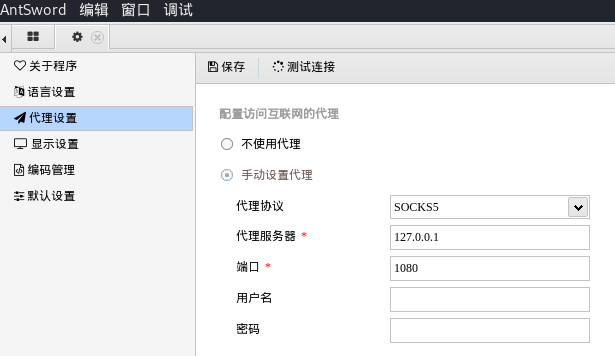 AntSword 编辑 窗口 调试
关于程序
语言设置
代理设置
显示设置
编码管理
默认设置
保存 测试连接
配置访问互联网的代理
不使用代理
手动设置代理
代理协议 SOCKS5
代理服务器 * 127.0.0.1
端口 * 1080
用户名
密码